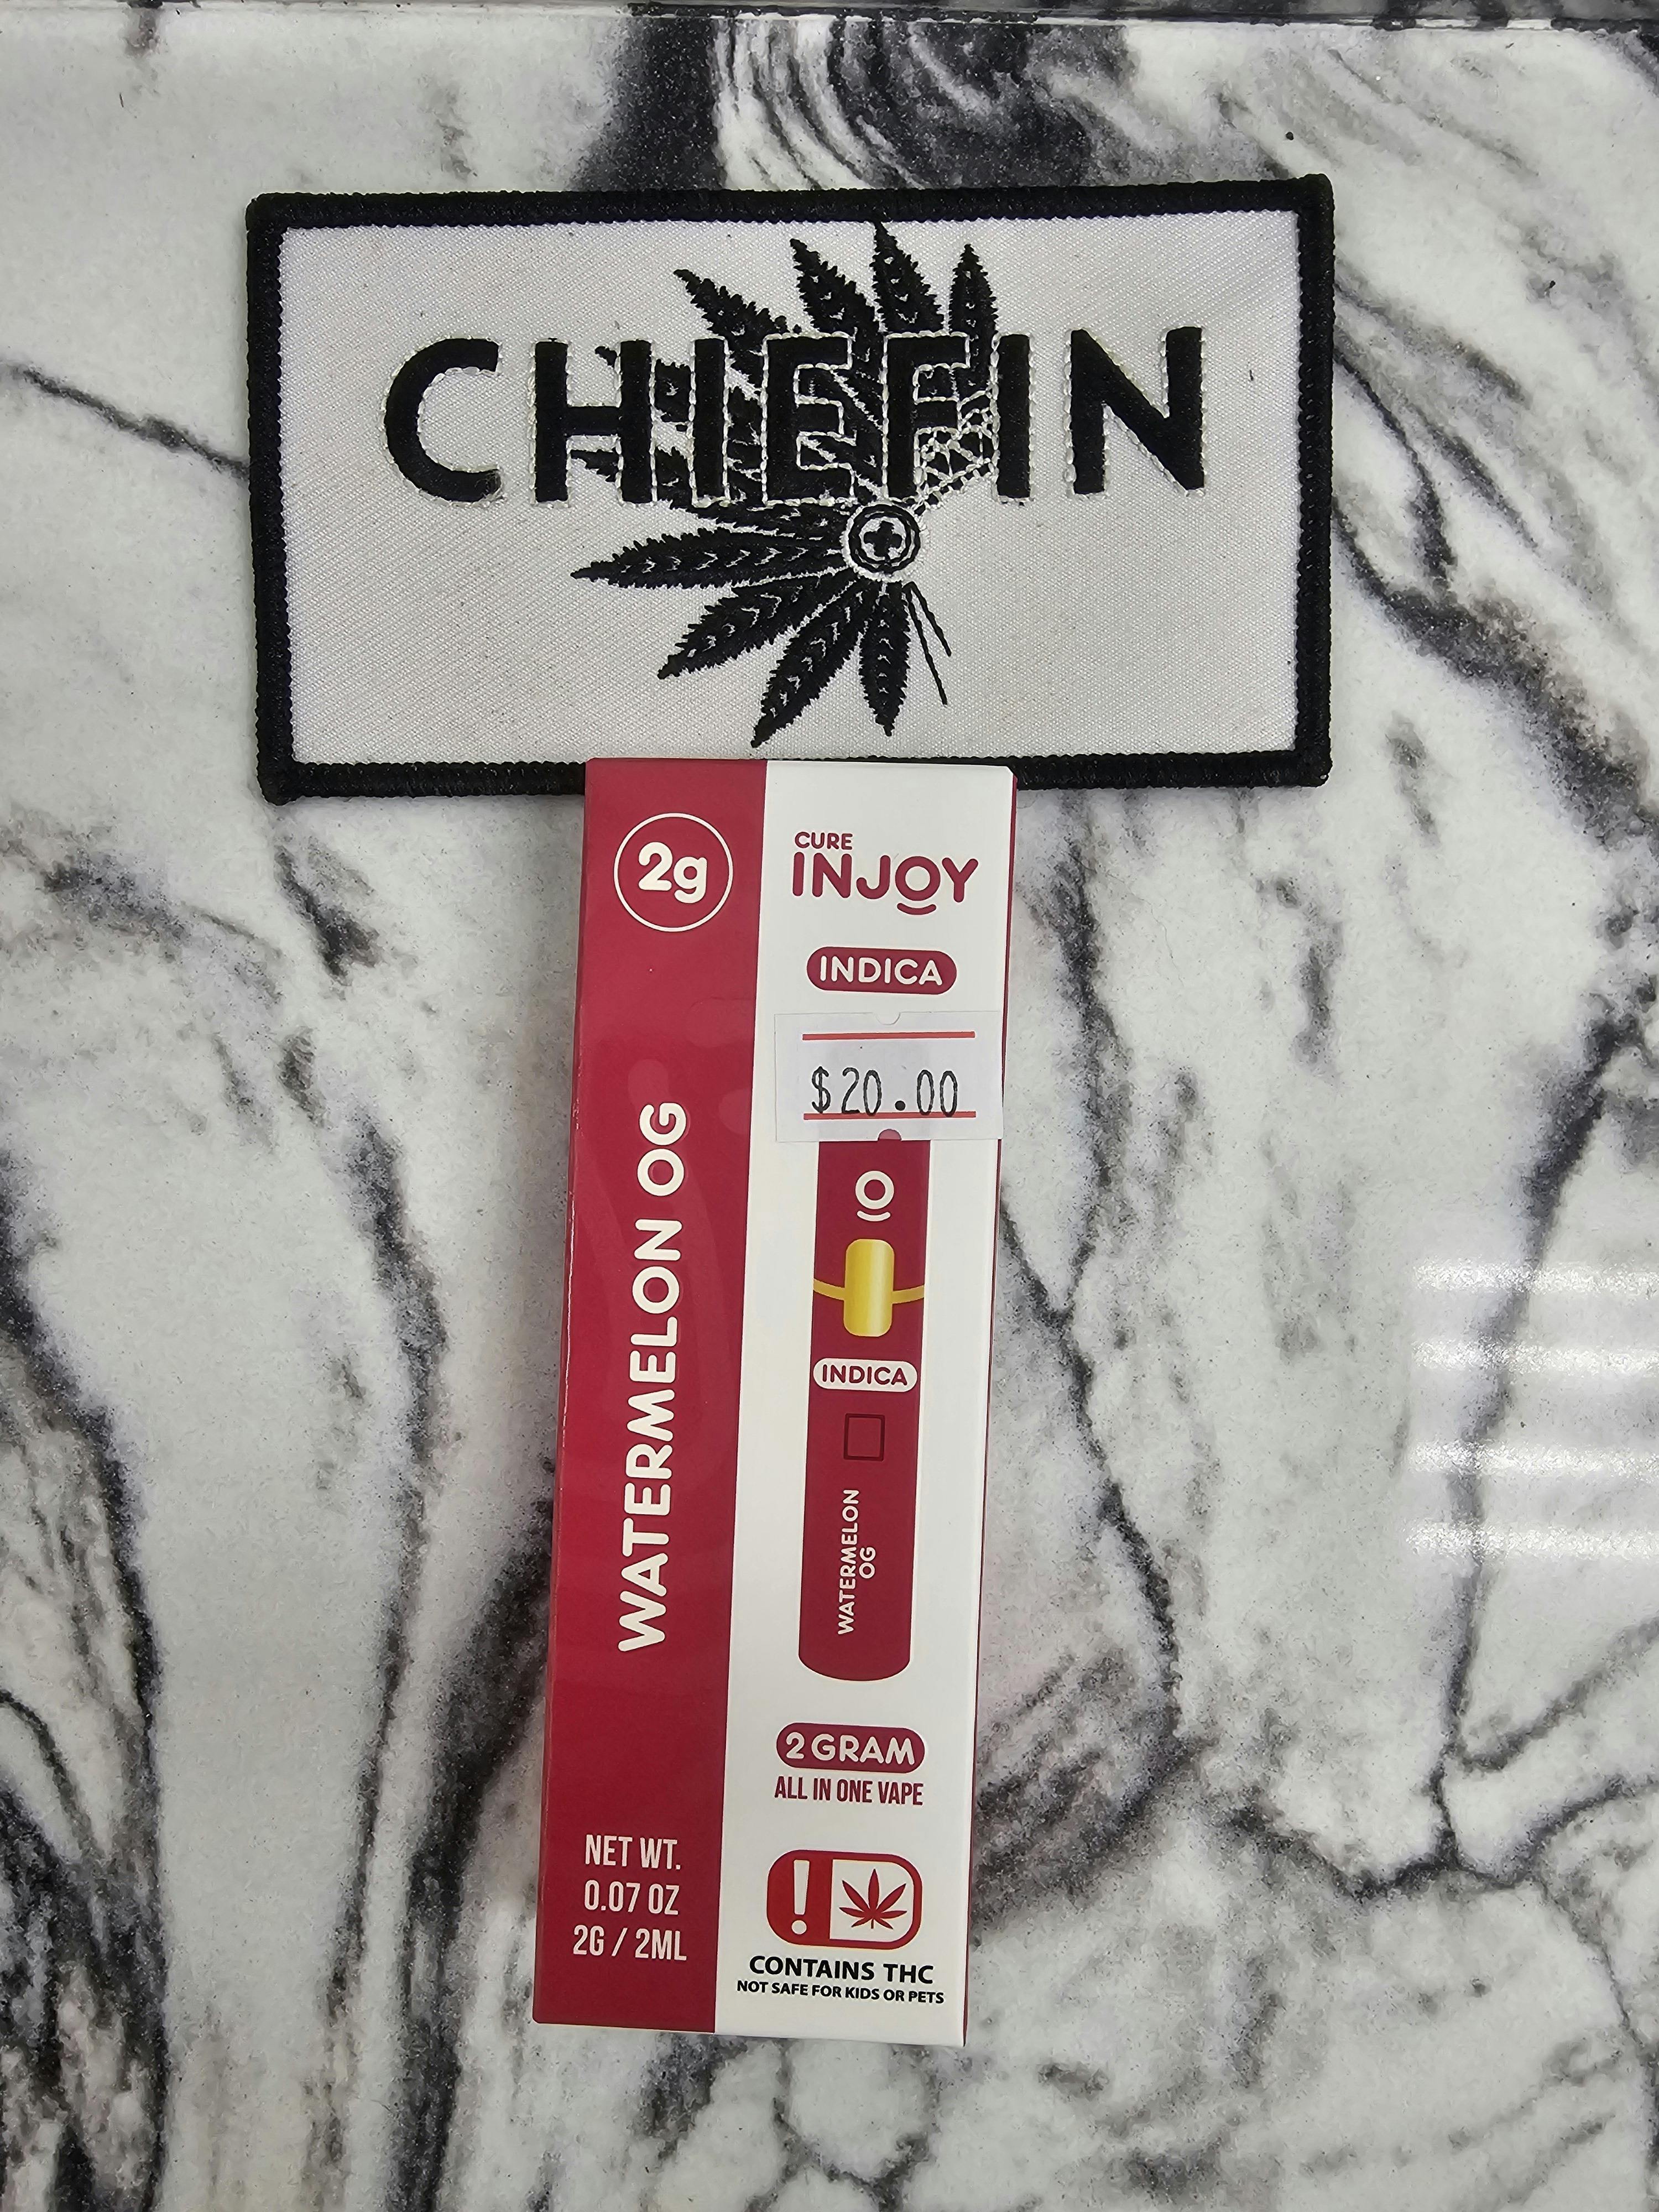 CHIEFIN
2g
WATERMELON OG
NET WT.
0.07 OZ
2G / 2ML
CURE
INJOY
INDICA
$20.00
INDICA
WATERMELON
OG
2 GRAM
ALL IN ONE VAPE
!
CONTAINS THC
NOT SAFE FOR KIDS OR PETS